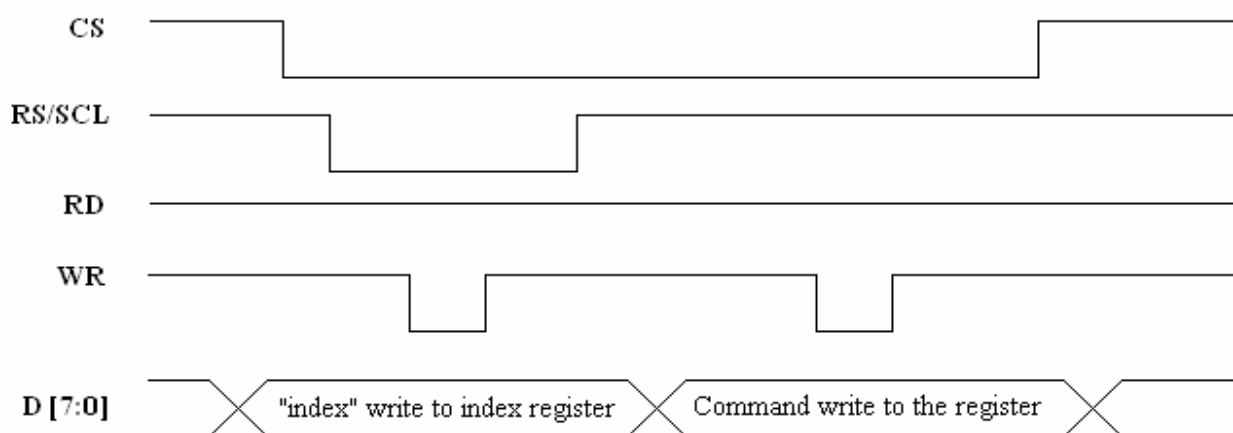 CS
RS/SCL
RD
WR
D [7:0]
"index" write to index register
Command write to the register